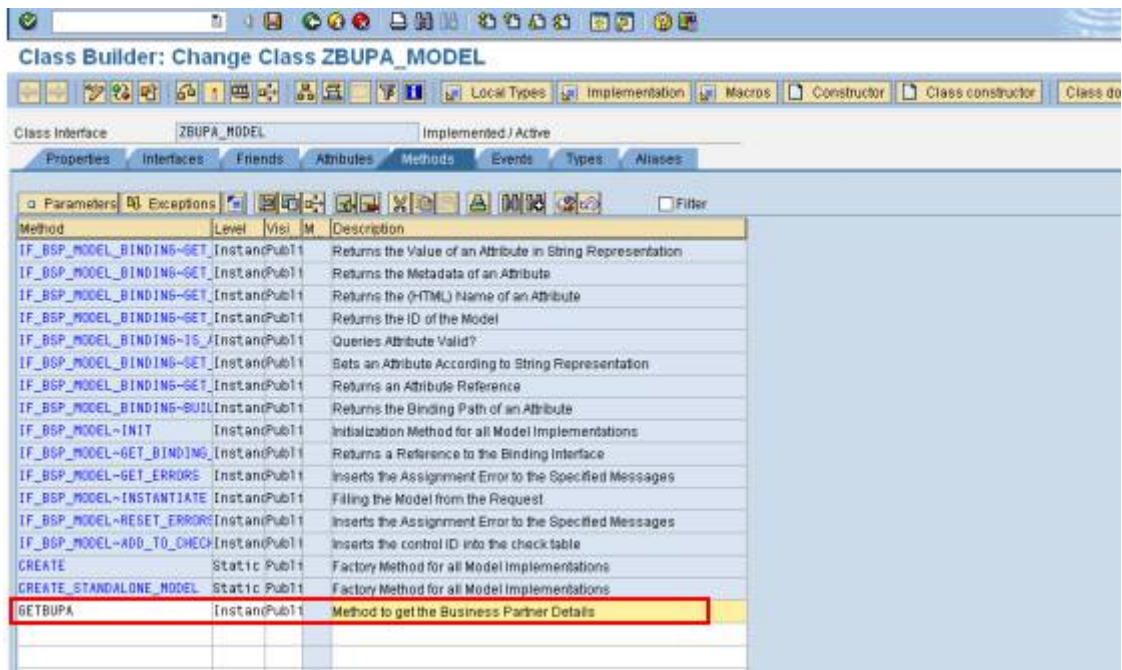 Class Builder: Change Class ZBUPA_MODEL
Local Types Implementation Macros Constructor Class constructor Class do
Class Interface ZBUPA_MODEL Implemented / Active
Properties Interfaces Friends Attributes Methods Events Types Aliases
Parameters Exceptions Filter
Method Level Visi M Description
IF_BSP_MODEL_BINDING~GET_ Instanc Publi Returns the Value of an Attribute in String Representation
IF_BSP_MODEL_BINDING~GET_ Instanc Publi Returns the Metadata of an Attribute
IF_BSP_MODEL_BINDING~GET_ Instanc Publi Returns the (HTML) Name of an Attribute
IF_BSP_MODEL_BINDING~GET_ Instanc Publi Returns the ID of the Model
IF_BSP_MODEL_BINDING~IS_A Instanc Publi Queries Attribute Valid?
IF_BSP_MODEL_BINDING~SET_ Instanc Publi Sets an Attribute According to String Representation
IF_BSP_MODEL_BINDING~GET_ Instanc Publi Returns an Attribute Reference
IF_BSP_MODEL_BINDING~BUIL Instanc Publi Returns the Binding Path of an Attribute
IF_BSP_MODEL~INIT Instanc Publi Initialization Method for all Model Implementations
IF_BSP_MODEL~GET_BINDING_ Instanc Publi Returns a Reference to the Binding Interface
IF_BSP_MODEL~GET_ERRORS Instanc Publi Inserts the Assignment Error to the Specified Messages
IF_BSP_MODEL~INSTANTIATE Instanc Publi Filling the Model from the Request
IF_BSP_MODEL~RESET_ERRORS Instanc Publi Inserts the Assignment Error to the Specified Messages
IF_BSP_MODEL~ADD_TO_CHECK Instanc Publi Inserts the control ID into the check table
CREATE Static Publi Factory Method for all Model Implementations
CREATE_STANDALONE_MODEL Static Publi Factory Method for all Model Implementations
GETBUPA Instanc Publi Method to get the Business Partner Details